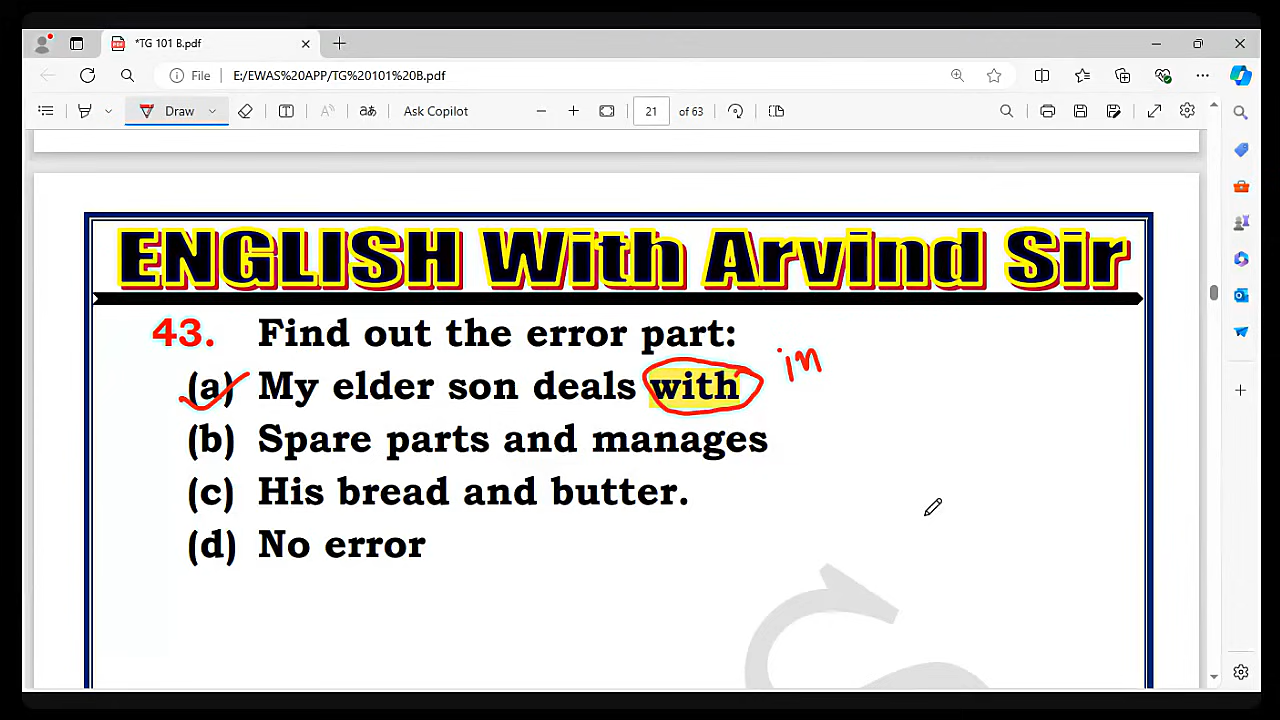 *TG 101 B.pdf
File E:/EWAS%20APP/TG%20101%20B.pdf
Draw aあ Ask Copilot 21 of 63
ENGLISH With Arvind Sir
43. Find out the error part:
in
(a) My elder son deals with
(b) Spare parts and manages
(c) His bread and butter.
(d) No error